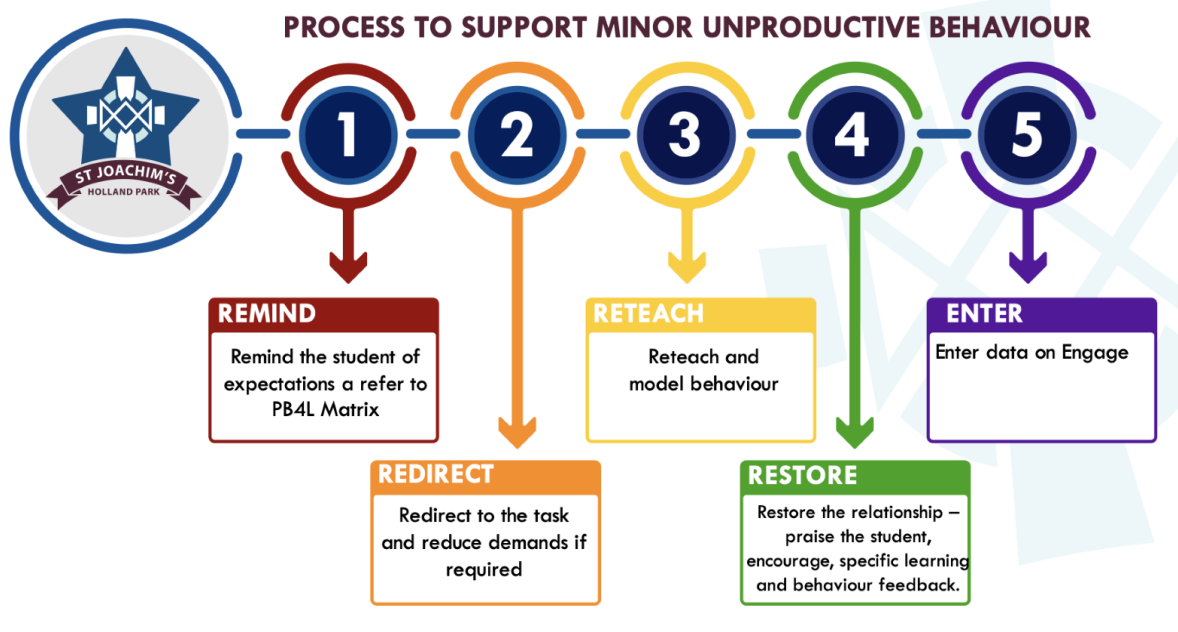 PROCESS TO SUPPORT MINOR UNPRODUCTIVE BEHAVIOUR
ST JOACHIM'S
HOLLAND PARK
1
2
3
4
5
REMIND
Remind the student of
expectations a refer to
PB4L Matrix
REDIRECT
Redirect to the task
and reduce demands if
required
RETEACH
Reteach and
model behaviour
RESTORE
Restore the relationship –
praise the student,
encourage, specific learning
and behaviour feedback.
ENTER
Enter data on Engage